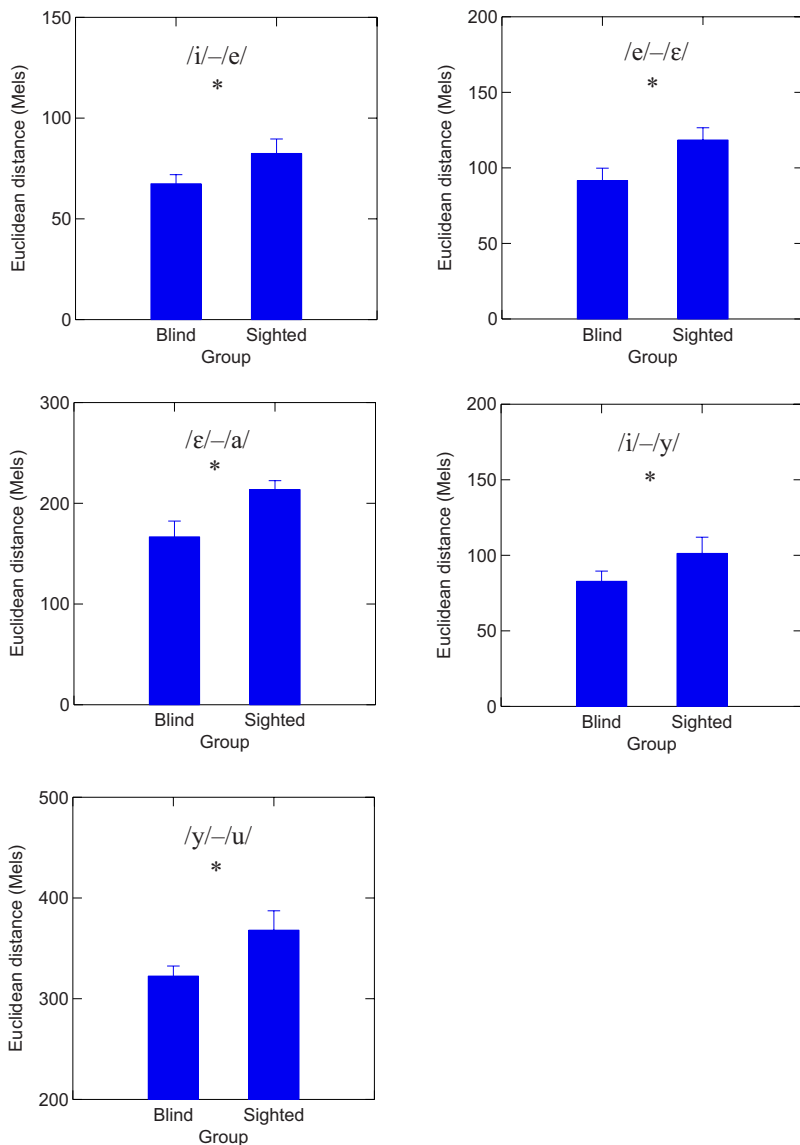 150
/i/–/e/
*
100
50
0
Euclidean distance (Mels)
Blind Sighted
Group
200
/e/–/ε/
*
150
100
50
0
Euclidean distance (Mels)
Blind Sighted
Group
300
/ε/–/a/
*
200
100
0
Euclidean distance (Mels)
Blind Sighted
Group
200
/i/–/y/
*
150
100
50
0
Euclidean distance (Mels)
Blind Sighted
Group
500
/y/–/u/
*
400
300
200
Euclidean distance (Mels)
Blind Sighted
Group